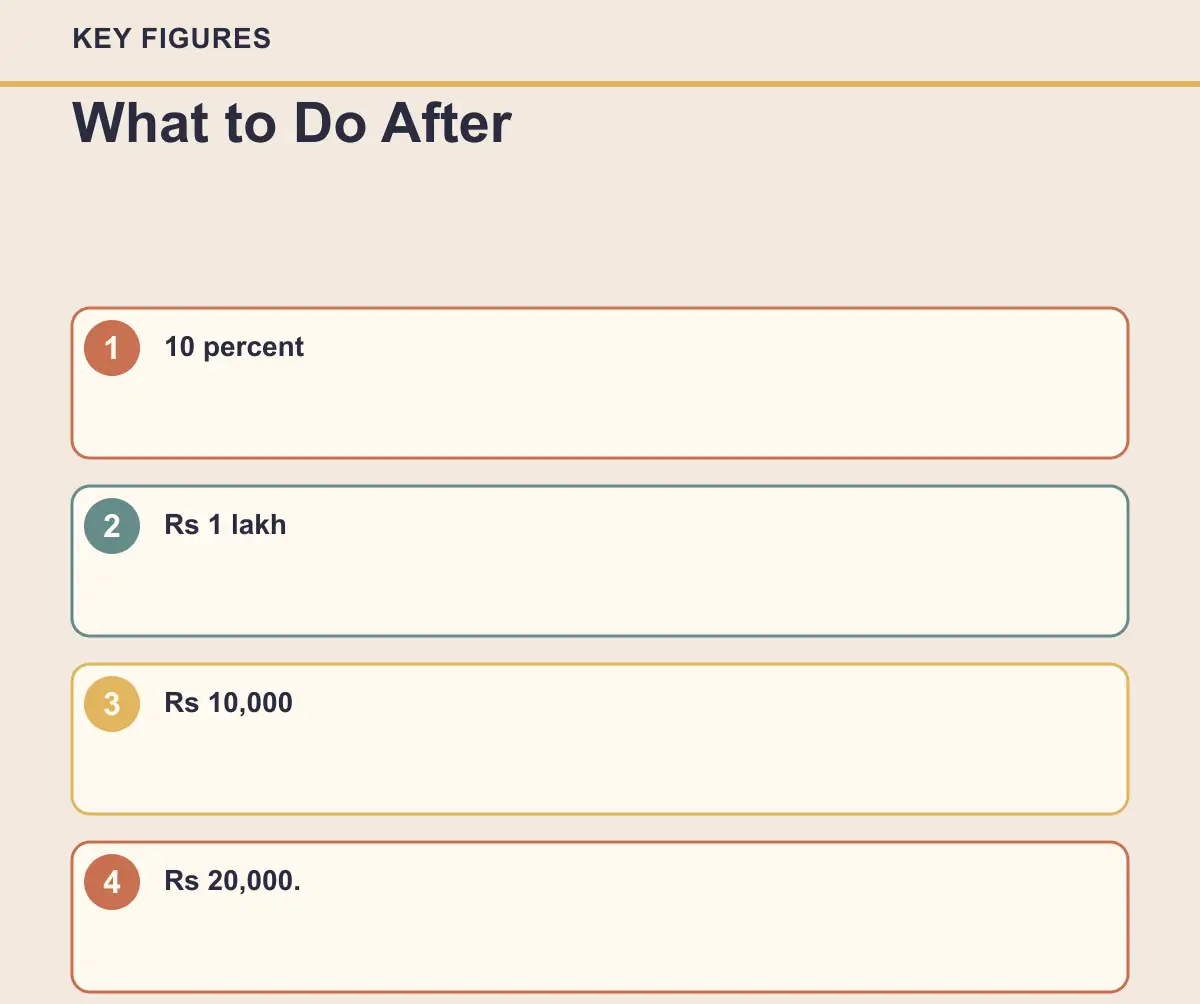 KEY FIGURES
What to Do After
1 10 percent
2 Rs 1 lakh
3 Rs 10,000
4 Rs 20,000.